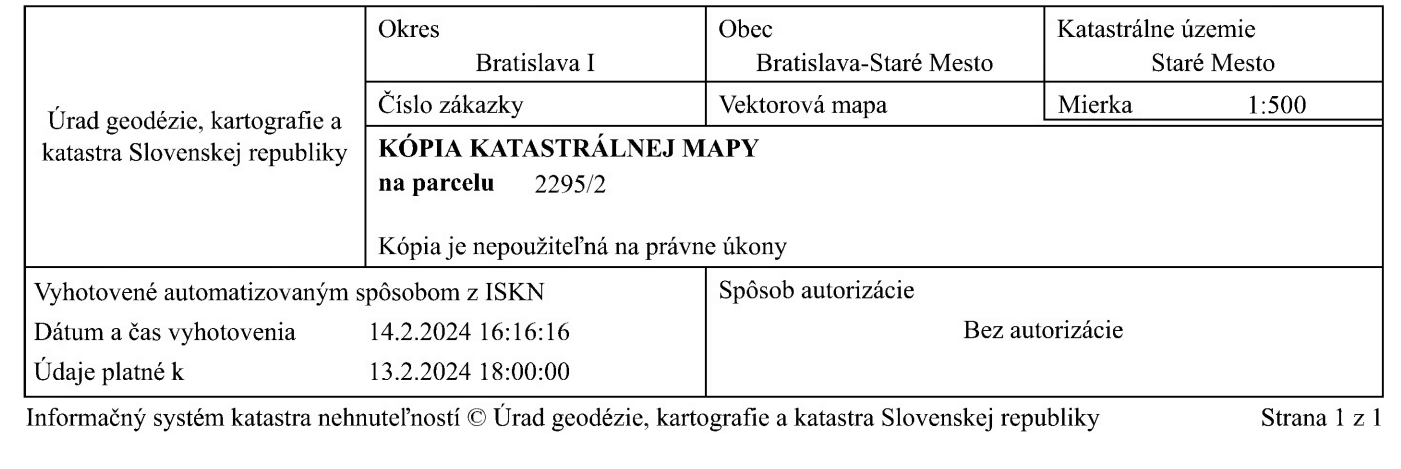 Úrad geodézie, kartografie a
katastra Slovenskej republiky
Okres
Bratislava I
Obec
Bratislava-Staré Mesto
Katastrálne územie
Staré Mesto
Číslo zákazky
Vektorová mapa
Mierka 1:500
KÓPIA KATASTRÁLNEJ MAPY
na parcelu 2295/2
Kópia je nepoužiteľná na právne úkony
Vyhotovené automatizovaným spôsobom z ISKN
Dátum a čas vyhotovenia 14.2.2024 16:16:16
Údaje platné k 13.2.2024 18:00:00
Spôsob autorizácie
Bez autorizácie
Informačný systém katastra nehnuteľností © Úrad geodézie, kartografie a katastra Slovenskej republiky Strana 1 z 1